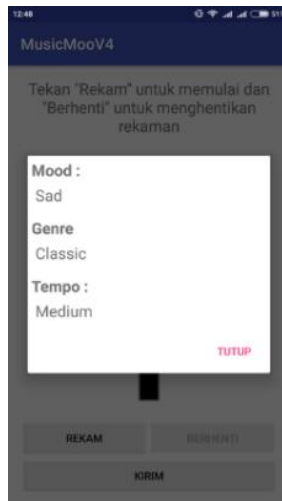 12:48
MusicMooV4
Tekan "Rekam" untuk memulai dan
"Berhenti" untuk menghentikan
rekaman
Mood :
Sad
Genre
Classic
Tempo :
Medium
TUTUP
REKAM BERHENTI
KIRIM